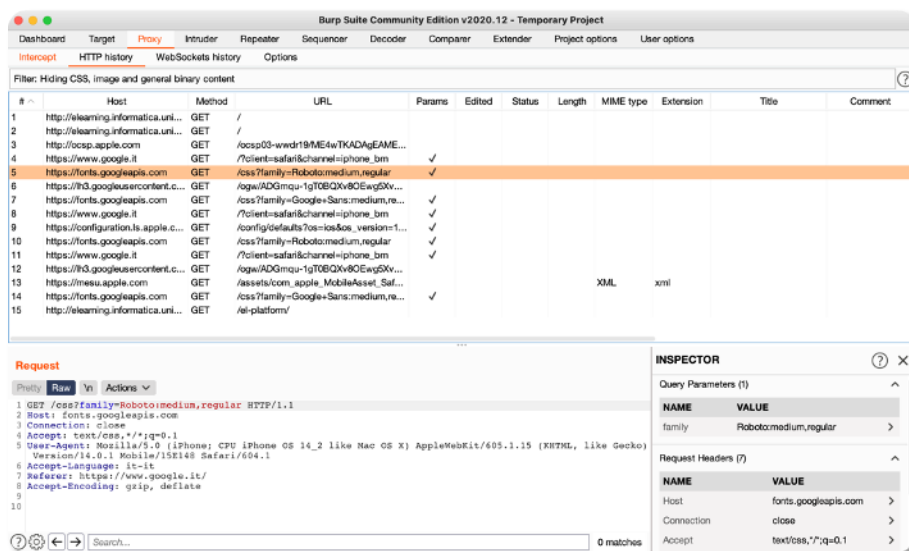 Burp Suite Community Edition v2020.12 - Temporary Project
Dashboard Target Proxy Intruder Repeater Sequencer Decoder Comparer Extender Project options User options
Intercept HTTP history WebSockets history Options
Filter: Hiding CSS, image and general binary content
# Host Method URL Params Edited Status Length MIME type Extension Title Comment
1 http://elearning.informatica.uni... GET /
2 http://elearning.informatica.uni... GET /
3 http://ocsp.apple.com GET /ocsp03-wwdr19/ME4wTKADAgEAME...
4 https://www.google.it GET /?client=safari&channel=iphone_bm ✓
5 https://fonts.googleapis.com GET /css?family=Roboto:medium,regular ✓
6 https://lh3.googleusercontent.c... GET /ogw/ADGmqu-1gT0BQXv8OEwg5Xv...
7 https://fonts.googleapis.com GET /css?family=Google+Sans:medium,re... ✓
8 https://www.google.it GET /?client=safari&channel=iphone_bm ✓
9 https://configuration.ls.apple.c... GET /config/defaults?os=ios&os_version=1... ✓
10 https://fonts.googleapis.com GET /css?family=Roboto:medium,regular ✓
11 https://www.google.it GET /?client=safari&channel=iphone_bm ✓
12 https://lh3.googleusercontent.c... GET /ogw/ADGmqu-1gT0BQXv8OEwg5Xv...
13 https://mesu.apple.com GET /assets/com_apple_MobileAsset_Saf... XML xml
14 https://fonts.googleapis.com GET /css?family=Google+Sans:medium,re... ✓
15 http://elearning.informatica.uni... GET /el-platform/
Request
Pretty Raw \n Actions
1 GET /css?family=Roboto:medium,regular HTTP/1.1
2 Host: fonts.googleapis.com
3 Connection: close
4 Accept: text/css,*/*;q=0.1
5 User-Agent: Mozilla/5.0 (iPhone; CPU iPhone OS 14_2 like Mac OS X) AppleWebKit/605.1.15 (KHTML, like Gecko)
Version/14.0.1 Mobile/15E148 Safari/604.1
6 Accept-Language: it-it
7 Referer: https://www.google.it/
8 Accept-Encoding: gzip, deflate
9
10
Search... 0 matches
INSPECTOR
Query Parameters (1)
NAME VALUE
family Roboto:medium,regular
Request Headers (7)
NAME VALUE
Host fonts.googleapis.com
Connection close
Accept text/css,*/*;q=0.1